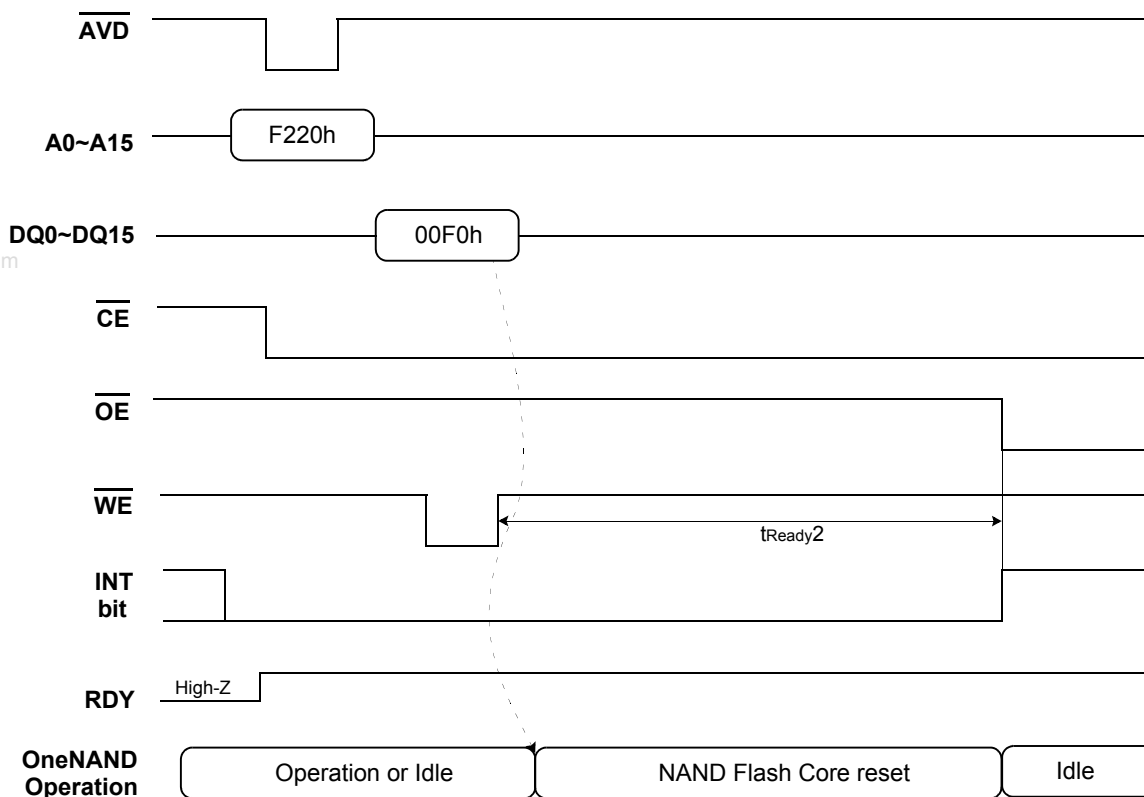 AVD
A0~A15
F220h
DQ0~DQ15
00F0h
m
CE
OE
WE
tReady2
INT
bit
RDY
High-Z
OneNAND
Operation
Operation or Idle
NAND Flash Core reset
Idle